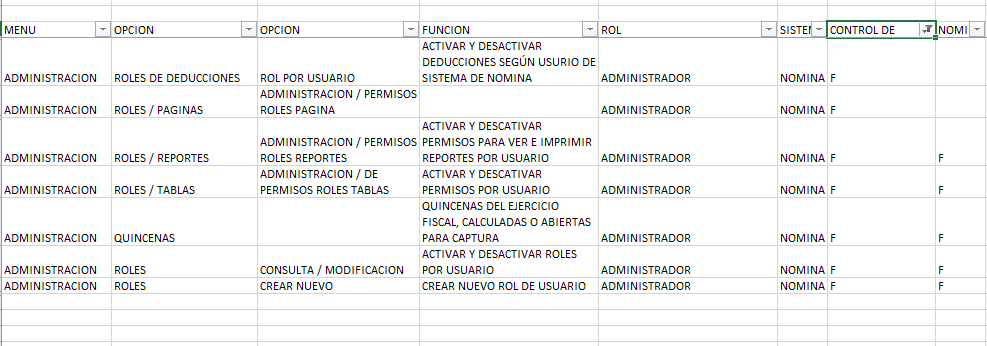 MENU OPCION OPCION FUNCION ROL SISTEM CONTROL DE NOMI
ADMINISTRACION ROLES DE DEDUCCIONES ROL POR USUARIO ACTIVAR Y DESACTIVAR
DEDUCCIONES SEGÚN USURIO DE
SISTEMA DE NOMINA ADMINISTRADOR NOMINA F
ADMINISTRACION ROLES / PAGINAS ADMINISTRACION / PERMISOS
ROLES PAGINA ADMINISTRADOR NOMINA F
ADMINISTRACION ROLES / REPORTES ADMINISTRACION / PERMISOS
ROLES REPORTES ACTIVAR Y DESCATIVAR
PERMISOS PARA VER E IMPRIMIR
REPORTES POR USUARIO ADMINISTRADOR NOMINA F F
ADMINISTRACION ROLES / TABLAS ADMINISTRACION / DE
PERMISOS ROLES TABLAS ACTIVAR Y DESCATIVAR
PERMISOS POR USUARIO ADMINISTRADOR NOMINA F F
ADMINISTRACION QUINCENAS QUINCENAS DEL EJERCICIO
FISCAL, CALCULADAS O ABIERTAS
PARA CAPTURA ADMINISTRADOR NOMINA F F
ADMINISTRACION ROLES CONSULTA / MODIFICACION ACTIVAR Y DESACTIVAR ROLES
POR USUARIO ADMINISTRADOR NOMINA F F
ADMINISTRACION ROLES CREAR NUEVO CREAR NUEVO ROL DE USUARIO ADMINISTRADOR NOMINA F F